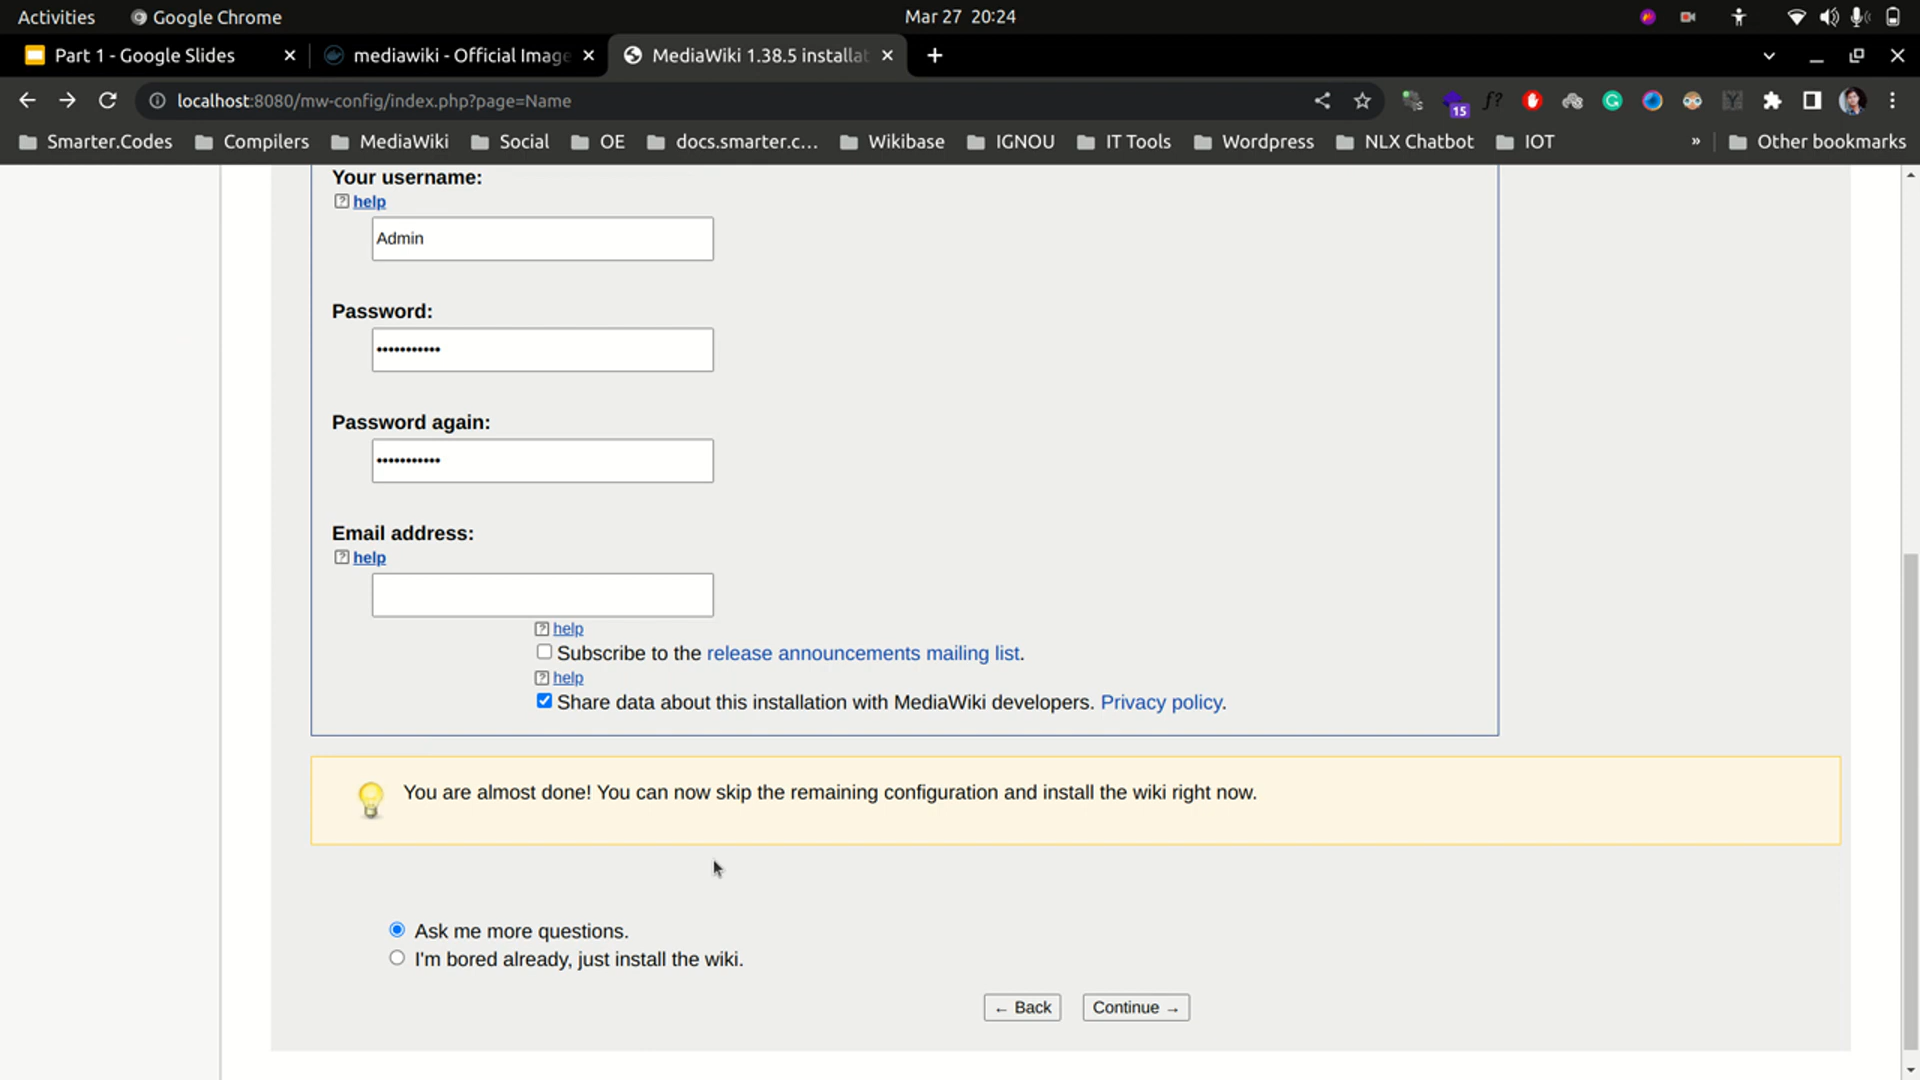 Activities
Google Chrome
Mar 27 20:24
Part 1 - Google Slides
mediawiki - Official Image
MediaWiki 1.38.5 installat
localhost:8080/mw-config/index.php?page=Name
15
f?
Smarter.Codes
Compilers
MediaWiki
Social
OE
docs.smarter.c...
Wikibase
IGNOU
IT Tools
Wordpress
NLX Chatbot
IOT
»
Other bookmarks
Your username:
? help
Admin
Password:
•••••••••••
Password again:
•••••••••••
Email address:
? help
? help
Subscribe to the release announcements mailing list.
? help
Share data about this installation with MediaWiki developers. Privacy policy.
You are almost done! You can now skip the remaining configuration and install the wiki right now.
Ask me more questions.
I'm bored already, just install the wiki.
← Back
Continue →